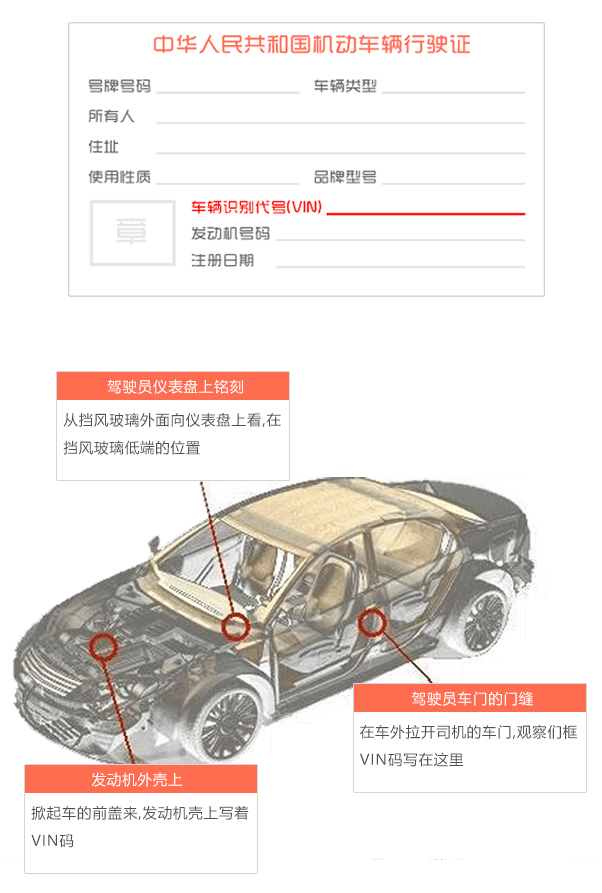 中华人民共和国机动车辆行驶证
号牌号码 车辆类型
所有人
住址
使用性质 品牌型号
车辆识别代号(VIN)
章
发动机号码
注册日期
驾驶员仪表盘上铭刻
从挡风玻璃外面向仪表盘上看,在
挡风玻璃低端的位置
驾驶员车门的门缝
在车外拉开司机的车门,观察们框
VIN码写在这里
发动机外壳上
掀起车的前盖来,发动机壳上写着
VIN码